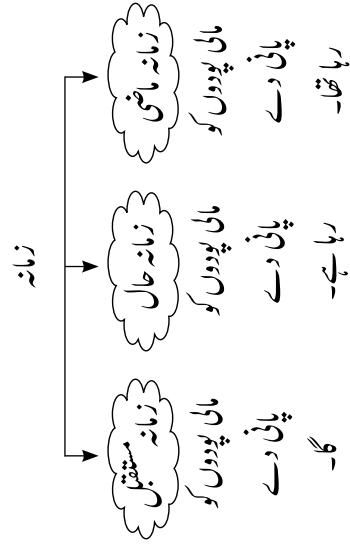 زمانہ
زمانہ ماضی
مالی پودوں کو
پانی دے
رہا تھا۔
زمانہ حال
مالی پودوں کو
پانی دے
رہا ہے۔
زمانہ مستقبل
مالی پودوں کو
پانی دے
گا۔